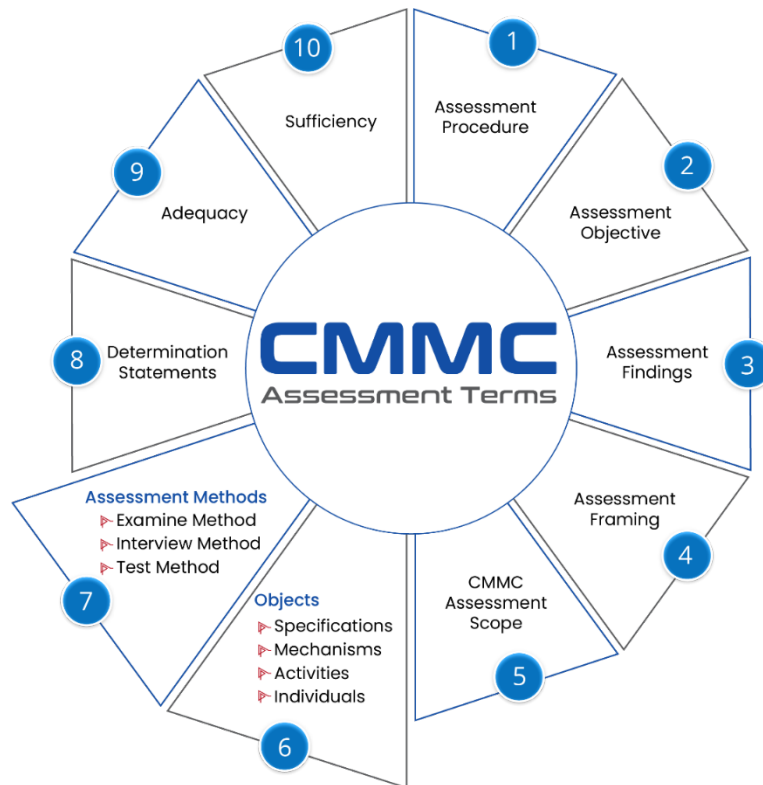 CMMC
Assessment Terms
1
Assessment
Procedure
2
Assessment
Objective
3
Assessment
Findings
4
Assessment
Framing
5
CMMC
Assessment
Scope
6
Objects
Specifications
Mechanisms
Activities
Individuals
7
Assessment Methods
Examine Method
Interview Method
Test Method
8
Determination
Statements
9
Adequacy
10
Sufficiency